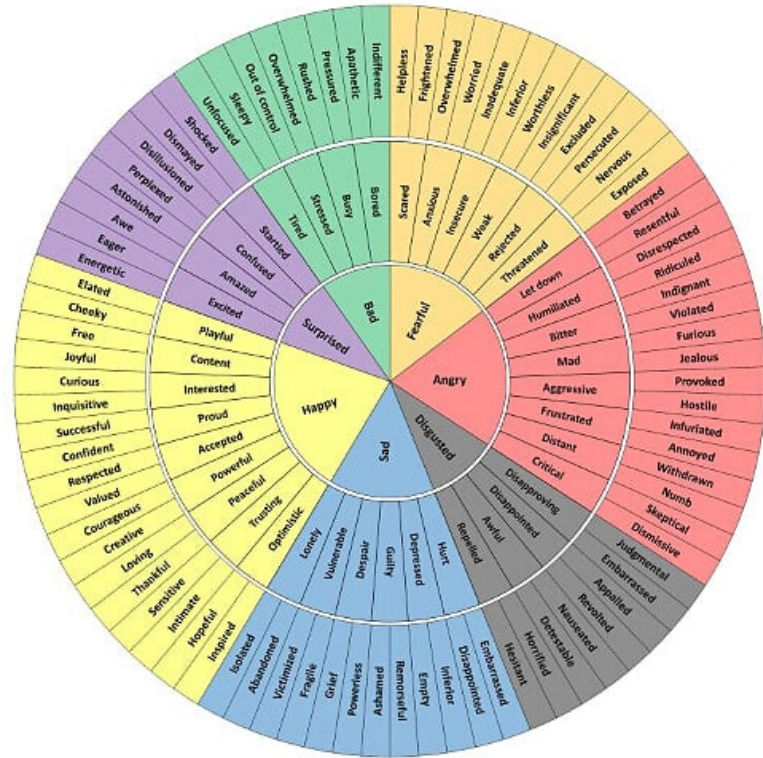 Bad
Fearful
Angry
Disgusted
Sad
Happy
Surprised
Tired
Stressed
Busy
Bored
Scared
Anxious
Insecure
Weak
Rejected
Threatened
Let down
Humiliated
Bitter
Mad
Aggressive
Frustrated
Distant
Critical
Disapproving
Disappointed
Awful
Repelled
Hurt
Depressed
Guilty
Despair
Vulnerable
Lonely
Optimistic
Trusting
Peaceful
Powerful
Accepted
Proud
Interested
Content
Playful
Excited
Amazed
Confused
Startled
Unfocused
Sleepy
Out of control
Overwhelmed
Rushed
Pressured
Apathetic
Indifferent
Helpless
Frightened
Overwhelmed
Worried
Inadequate
Inferior
Worthless
Insignificant
Excluded
Persecuted
Nervous
Exposed
Betrayed
Resentful
Disrespected
Ridiculed
Indignant
Violated
Furious
Jealous
Provoked
Hostile
Infuriated
Annoyed
Withdrawn
Numb
Skeptical
Dismissive
Judgmental
Embarrassed
Appalled
Revolted
Nauseated
Detestable
Horrified
Hesitant
Embarrassed
Disappointed
Inferior
Empty
Remorseful
Ashamed
Powerless
Grief
Fragile
Victimized
Abandoned
Isolated
Inspired
Hopeful
Intimate
Sensitive
Thankful
Loving
Creative
Courageous
Valued
Respected
Confident
Successful
Inquisitive
Curious
Joyful
Free
Cheeky
Elated
Energetic
Eager
Awe
Astonished
Perplexed
Disillusioned
Dismayed
Shocked